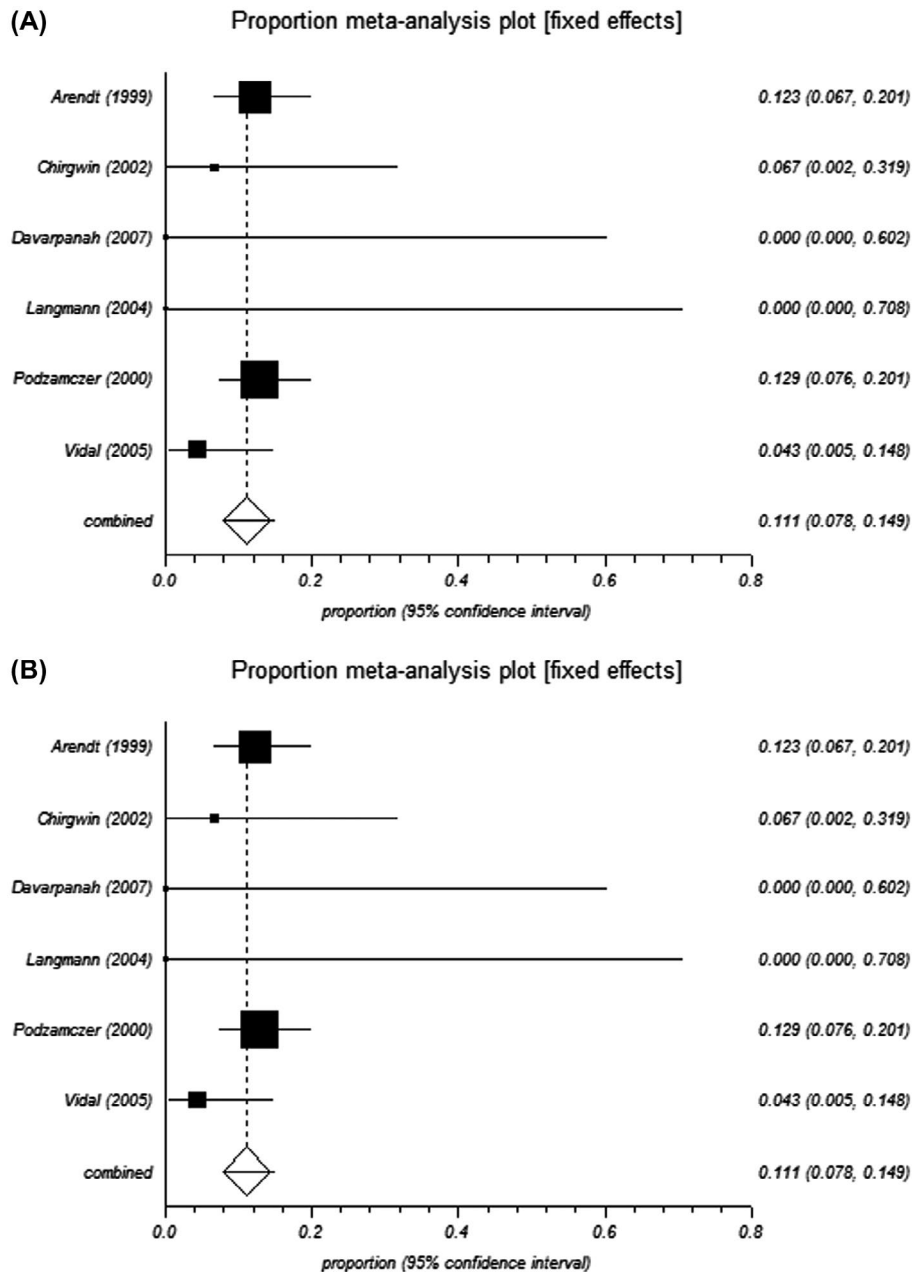 (A) Proportion meta-analysis plot [fixed effects]
Arendt (1999) 0.123 (0.067, 0.201)
Chirgwin (2002) 0.067 (0.002, 0.319)
Davarpanah (2007) 0.000 (0.000, 0.602)
Langmann (2004) 0.000 (0.000, 0.708)
Podzamczer (2000) 0.129 (0.076, 0.201)
Vidal (2005) 0.043 (0.005, 0.148)
combined 0.111 (0.078, 0.149)
0.0 0.2 0.4 0.6 0.8
proportion (95% confidence interval)
(B) Proportion meta-analysis plot [fixed effects]
Arendt (1999) 0.123 (0.067, 0.201)
Chirgwin (2002) 0.067 (0.002, 0.319)
Davarpanah (2007) 0.000 (0.000, 0.602)
Langmann (2004) 0.000 (0.000, 0.708)
Podzamczer (2000) 0.129 (0.076, 0.201)
Vidal (2005) 0.043 (0.005, 0.148)
combined 0.111 (0.078, 0.149)
0.0 0.2 0.4 0.6 0.8
proportion (95% confidence interval)